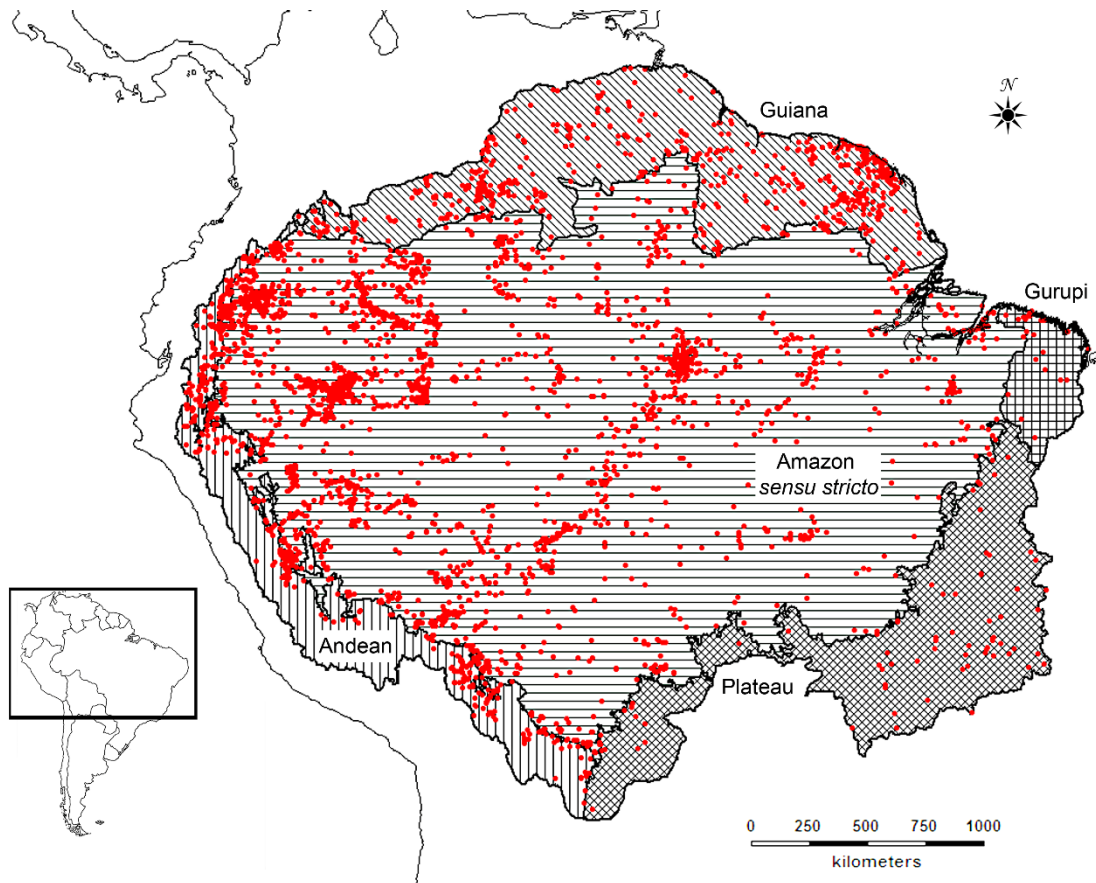 N
Guiana
Gurupi
Amazon
sensu stricto
Andean
Plateau
0 250 500 750 1000
kilometers